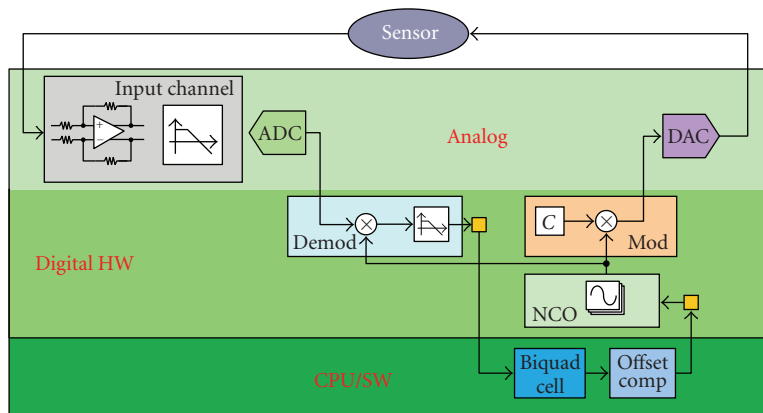 Sensor
Input channel
+
−
ADC
Analog
DAC
Demod
C
Mod
Digital HW
NCO
CPU/SW
Biquad
cell
Offset
comp